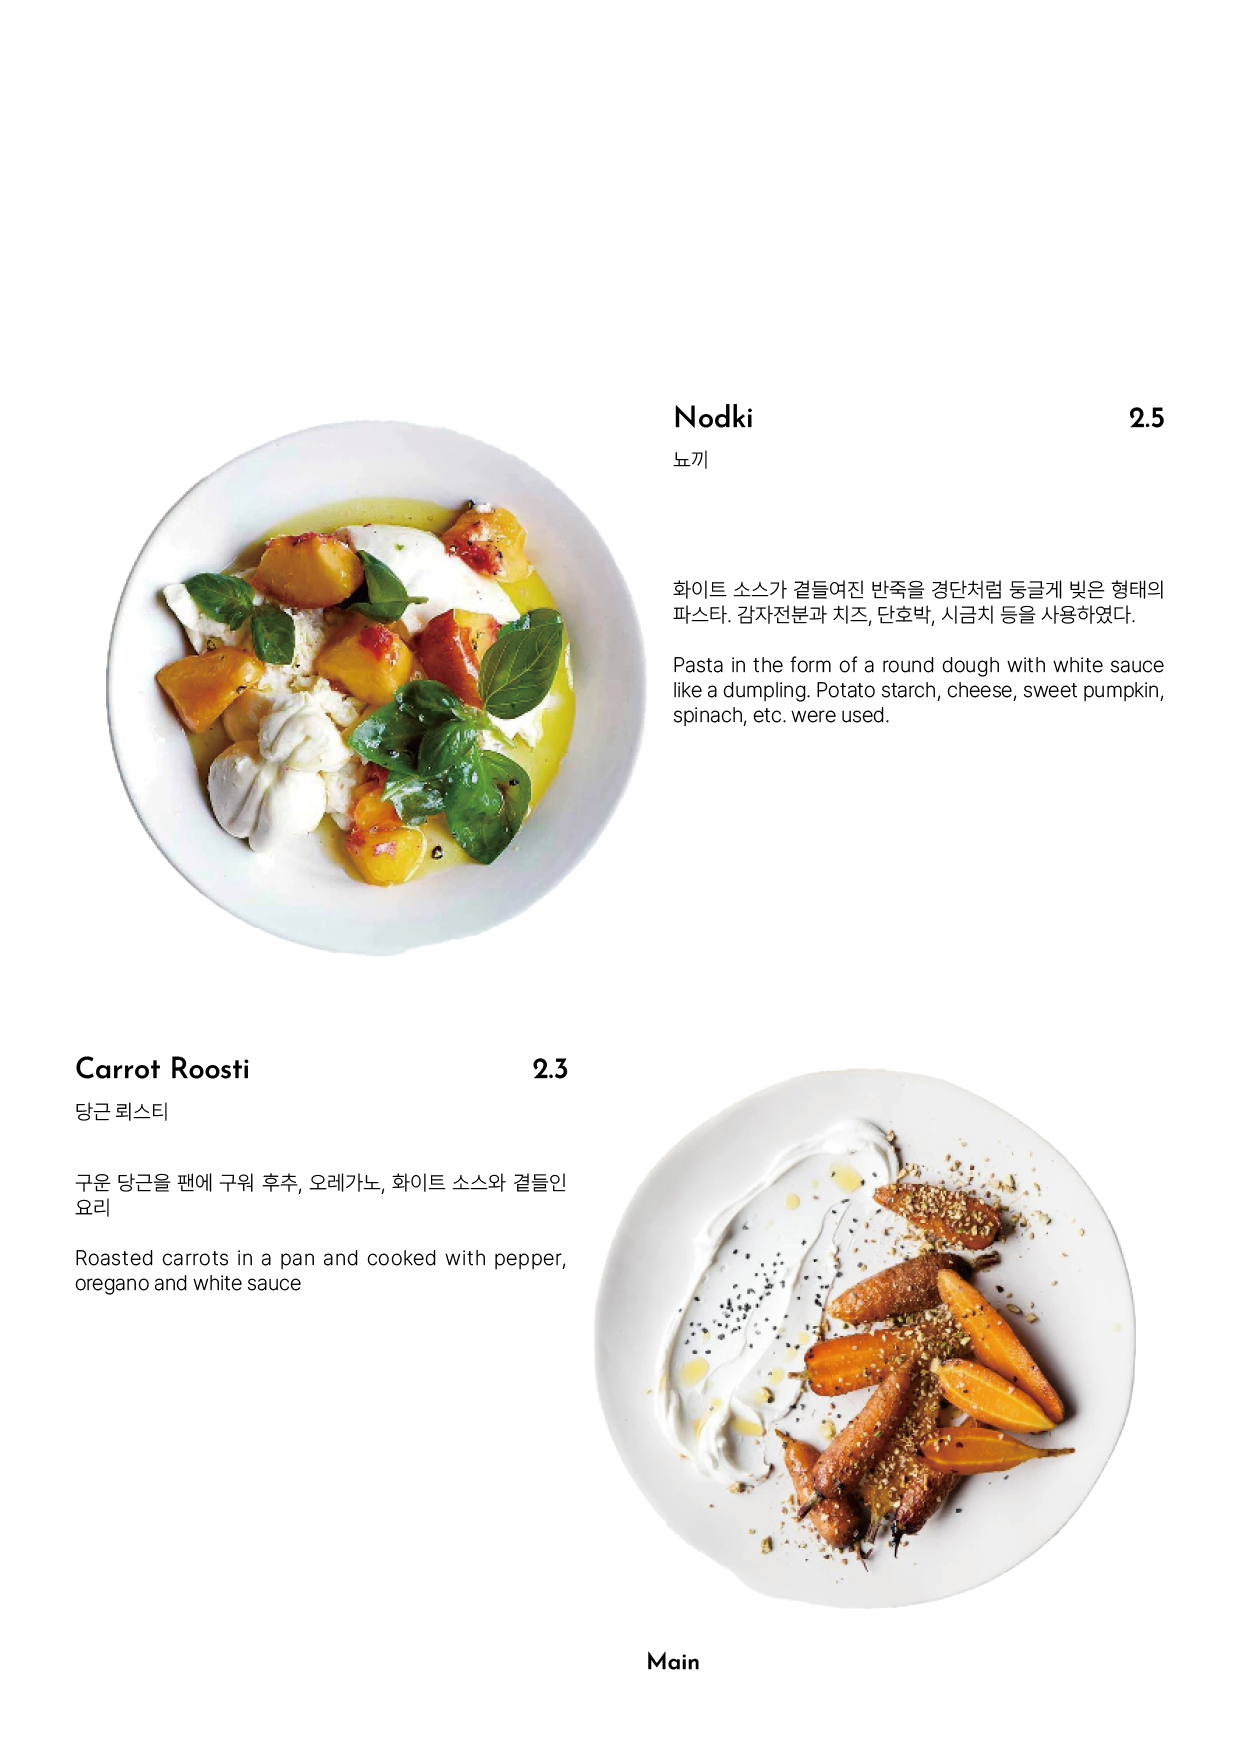 Nodki 2.5
뇨끼
화이트 소스가 곁들여진 반죽을 경단처럼 둥글게 빚은 형태의
파스타. 감자전분과 치즈, 단호박, 시금치 등을 사용하였다.
Pasta in the form of a round dough with white sauce
like a dumpling. Potato starch, cheese, sweet pumpkin,
spinach, etc. were used.
Carrot Roosti 2.3
당근 뢰스티
구운 당근을 팬에 구워 후추, 오레가노, 화이트 소스와 곁들인
요리
Roasted carrots in a pan and cooked with pepper,
oregano and white sauce
Main